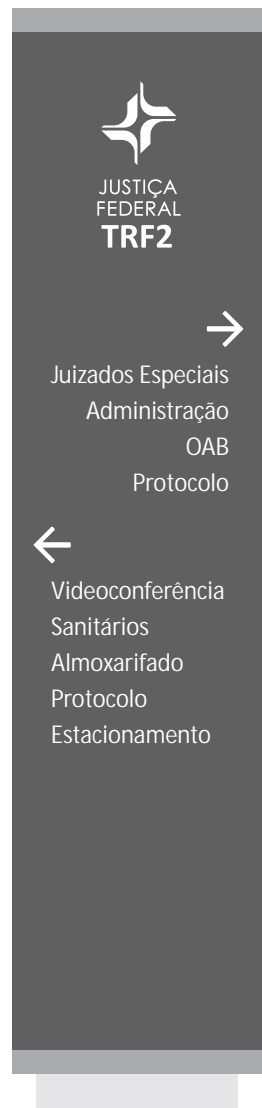 JUSTIÇA
FEDERAL
TRF2
Juizados Especiais
Administração
OAB
Protocolo
Videoconferência
Sanitários
Almoxarifado
Protocolo
Estacionamento